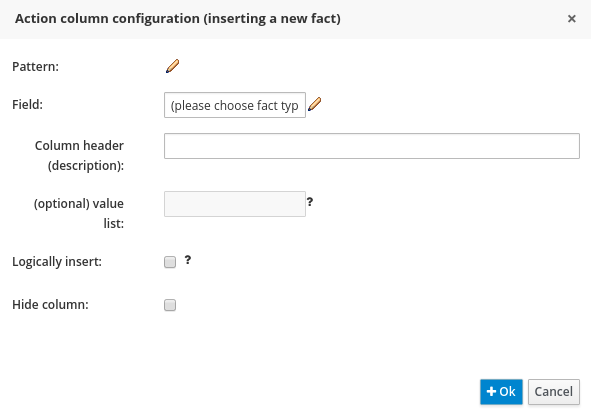 Action column configuration (inserting a new fact) ×
Pattern:
Field: (please choose fact typ
Column header
(description):
(optional) value ?
list:
Logically insert: ?
Hide column:
+ Ok Cancel